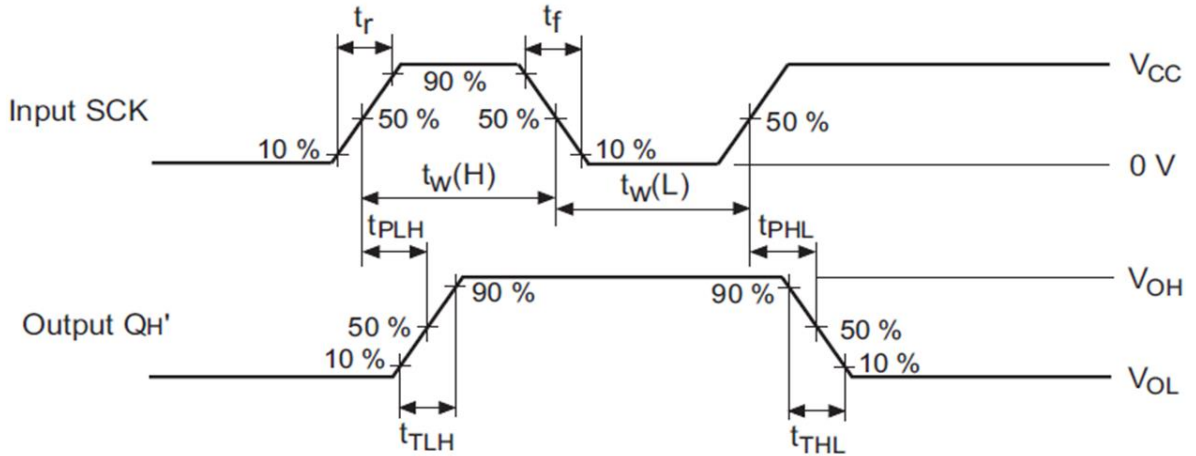 tr
tf
90 %
VCC
Input SCK
50 %
50 %
50 %
10 %
10 %
0 V
tW(H)
tW(L)
tPLH
tPHL
VOH
90 %
90 %
Output QH'
50 %
50 %
10 %
10 %
VOL
tTLH
tTHL